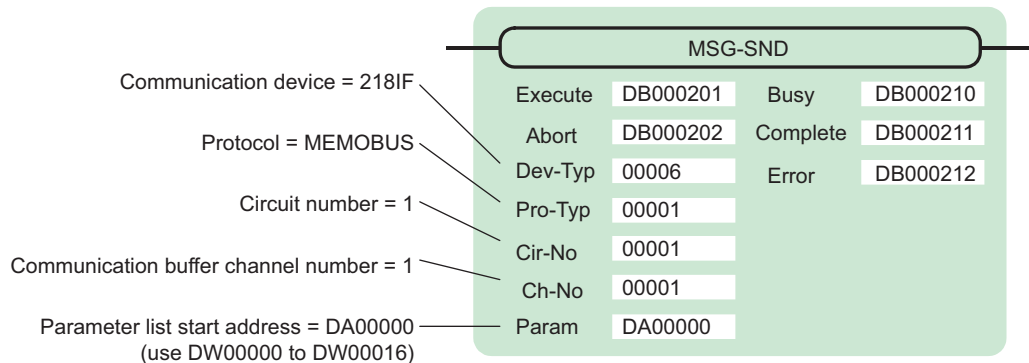 MSG-SND
Communication device = 218IF
Execute DB000201 Busy DB000210
Protocol = MEMOBUS
Abort DB000202 Complete DB000211
Dev-Typ 00006 Error DB000212
Circuit number = 1
Pro-Typ 00001
Cir-No 00001
Communication buffer channel number = 1
Ch-No 00001
Parameter list start address = DA00000
(use DW00000 to DW00016)
Param DA00000